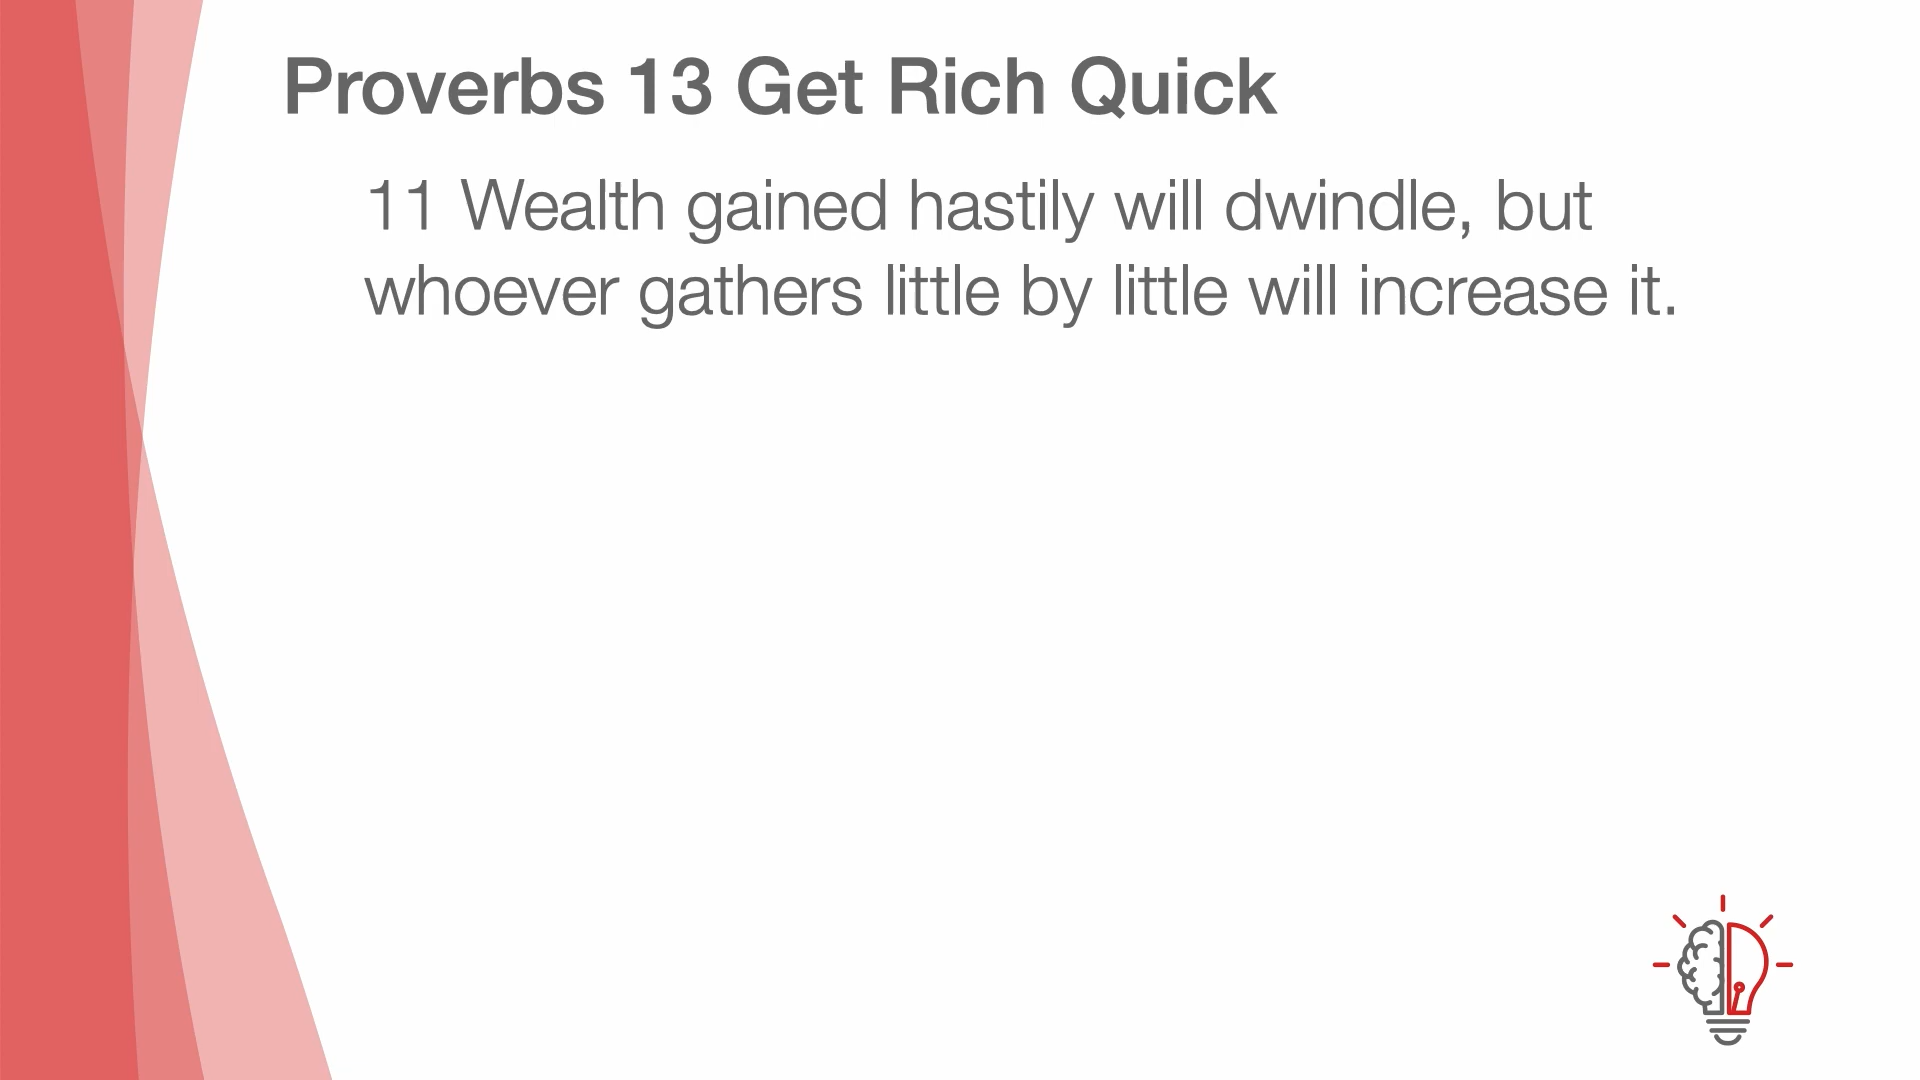 Proverbs 13 Get Rich Quick
11 Wealth gained hastily will dwindle, but
whoever gathers little by little will increase it.